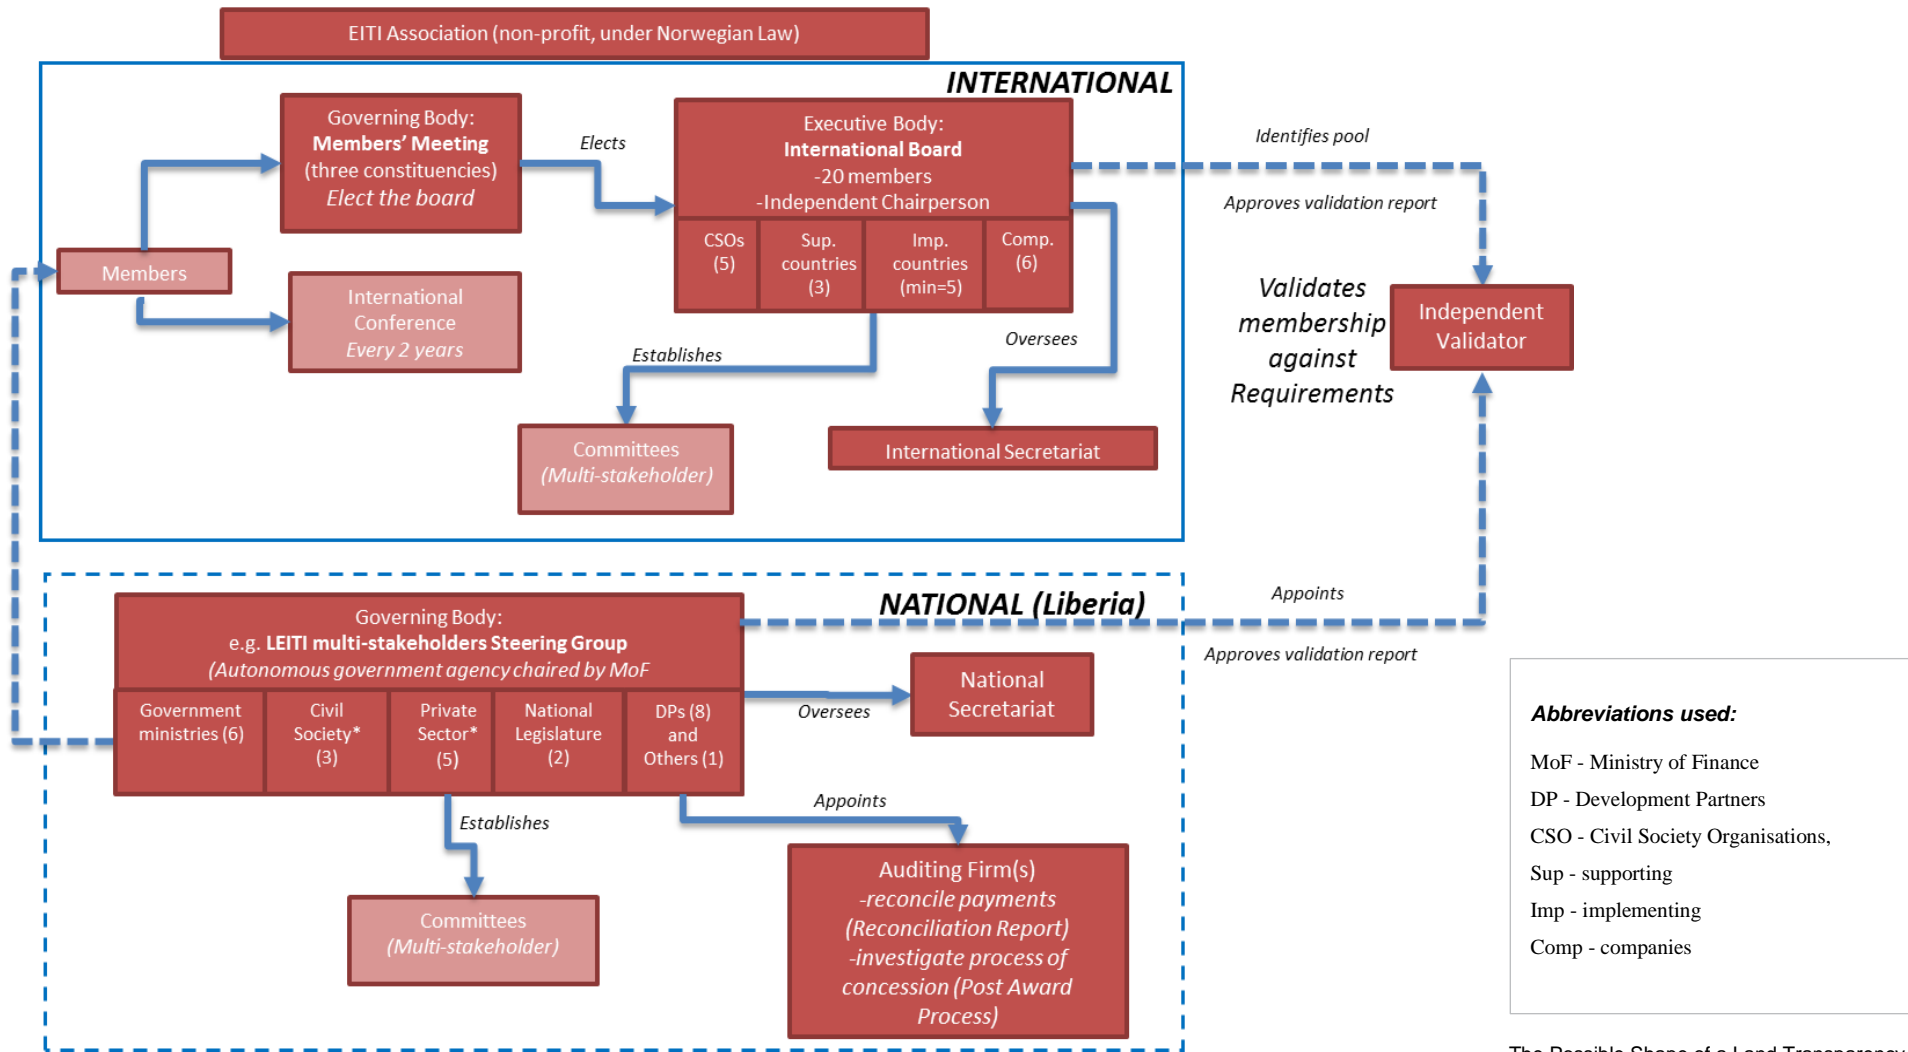 EITI Association (non-profit, under Norwegian Law)
INTERNATIONAL
Governing Body:
Members’ Meeting
(three constituencies)
Elect the board
Elects
Executive Body:
International Board
-20 members
-Independent Chairperson
CSOs
(5)
Sup.
countries
(3)
Imp.
countries
(min=5)
Comp.
(6)
Identifies pool
Approves validation report
Members
International
Conference
Every 2 years
Establishes
Oversees
Validates
membership
against
Requirements
Independent
Validator
Committees
(Multi-stakeholder)
International Secretariat
NATIONAL (Liberia)
Governing Body:
e.g. LEITI multi-stakeholders Steering Group
(Autonomous government agency chaired by MoF
Government
ministries (6)
Civil
Society*
(3)
Private
Sector*
(5)
National
Legislature
(2)
DPs (8)
and
Others (1)
Appoints
Approves validation report
Oversees
National
Secretariat
Establishes
Appoints
Committees
(Multi-stakeholder)
Auditing Firm(s)
-reconcile payments
(Reconciliation Report)
-investigate process of
concession (Post Award
Process)
Abbreviations used:
MoF - Ministry of Finance
DP - Development Partners
CSO - Civil Society Organisations,
Sup - supporting
Imp - implementing
Comp - companies
The Possible Shape of a Land Transparency